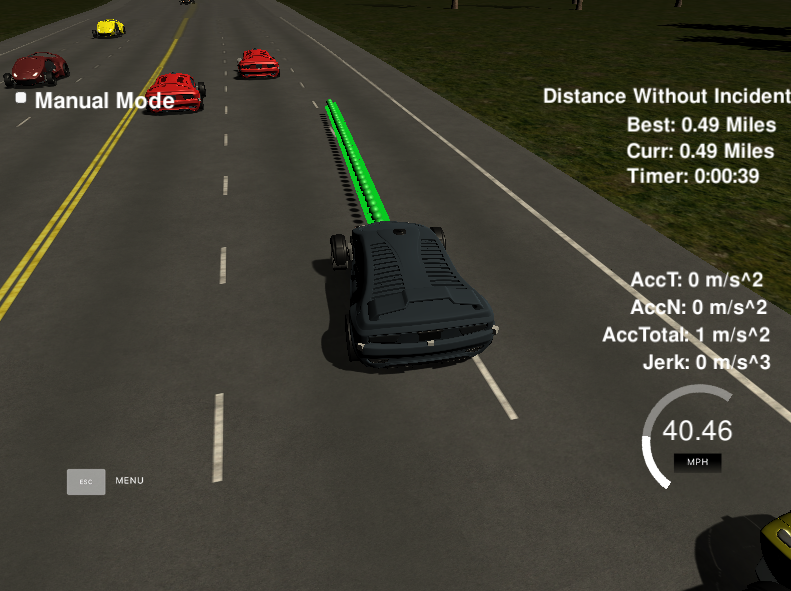 Manual Mode
Distance Without Incident
Best: 0.49 Miles
Curr: 0.49 Miles
Timer: 0:00:39
AccT: 0 m/s^2
AccN: 0 m/s^2
AccTotal: 1 m/s^2
Jerk: 0 m/s^3
40.46
MPH
ESC MENU